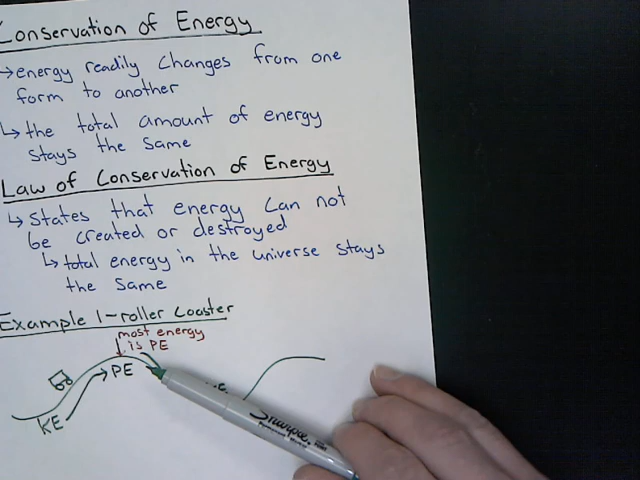 Conservation of Energy
→energy readily changes from one
form to another
↳the total amount of energy
stays the same
Law of Conservation of Energy
↳States that energy can not
be created or destroyed
↳total energy in the universe stays
the same
Example 1-roller coaster
most energy
is PE
PE
KE
Sharpie